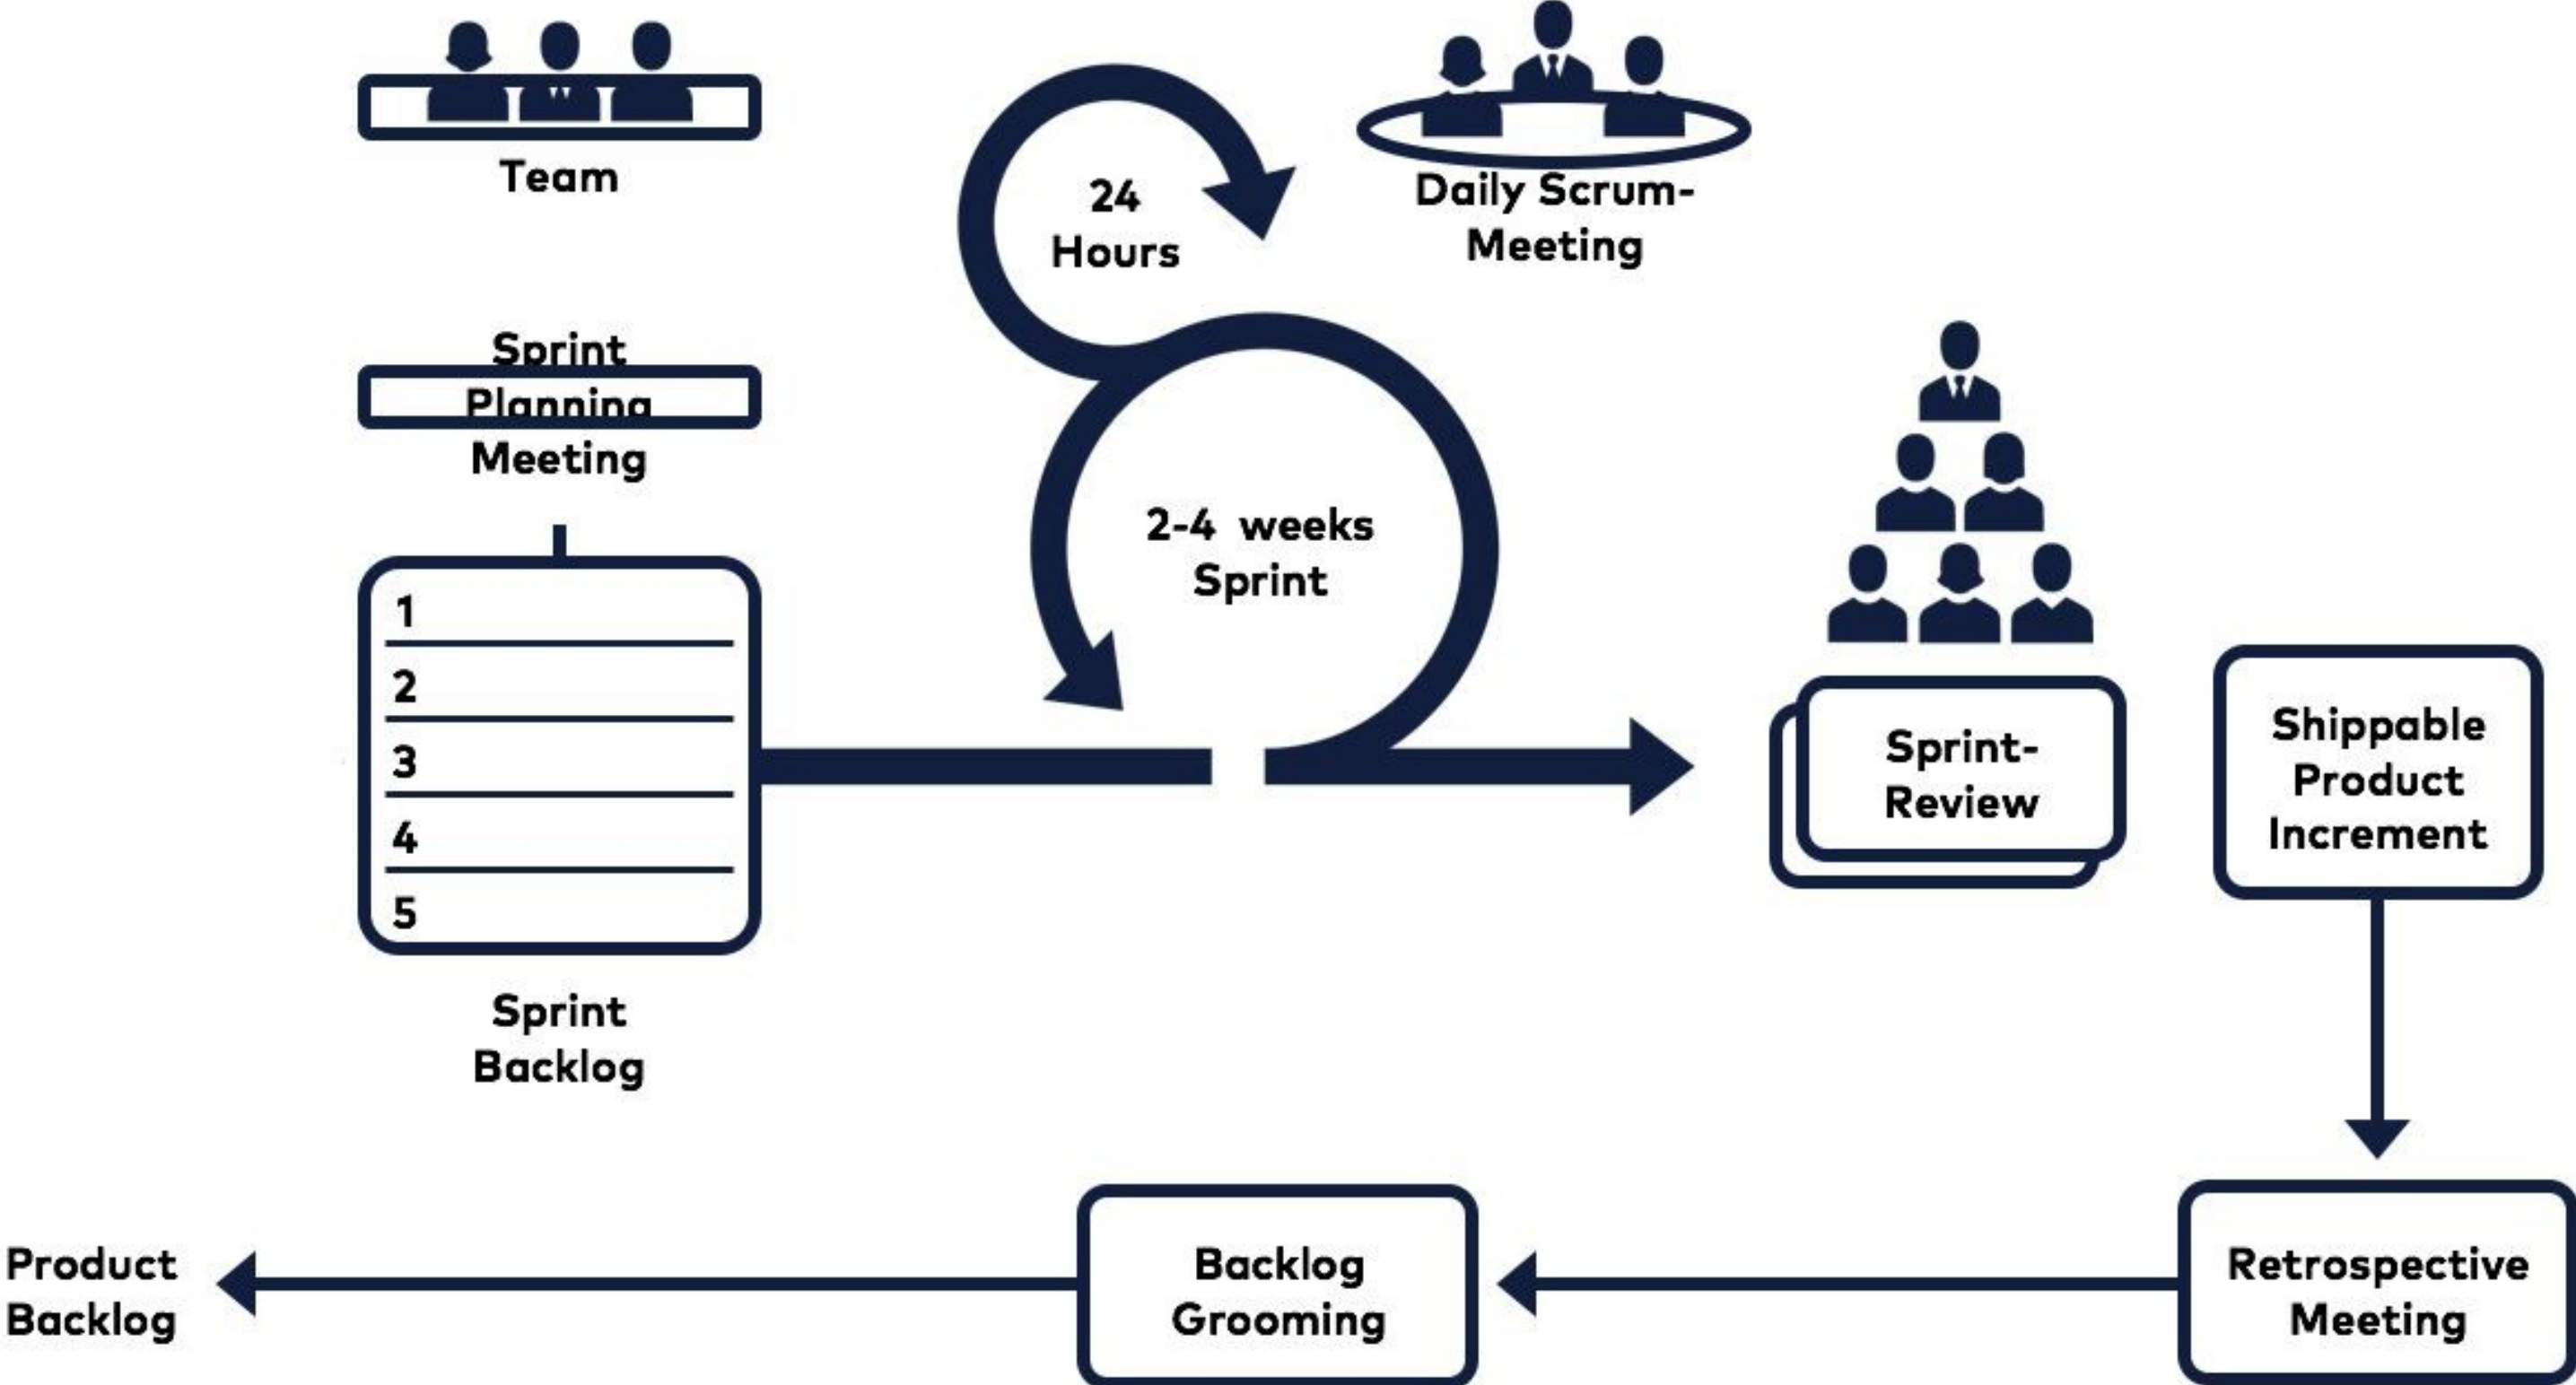 Team
24
Hours
Daily Scrum-
Meeting
Sprint
Planning
Meeting
2-4 weeks
Sprint
1
2
3
4
5
Sprint
Backlog
Sprint-
Review
Shippable
Product
Increment
Product
Backlog
Backlog
Grooming
Retrospective
Meeting